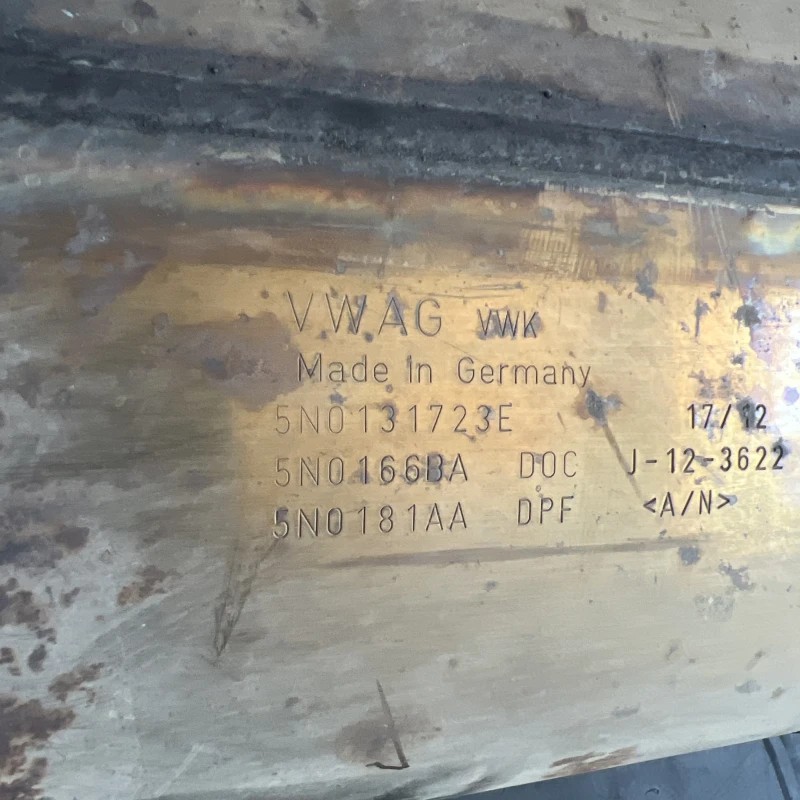 VWAG VWK
Made in Germany
5N0131723E 17/12
5N0166BA DOC J-12-3622
5N0181AA DPF <A/N>